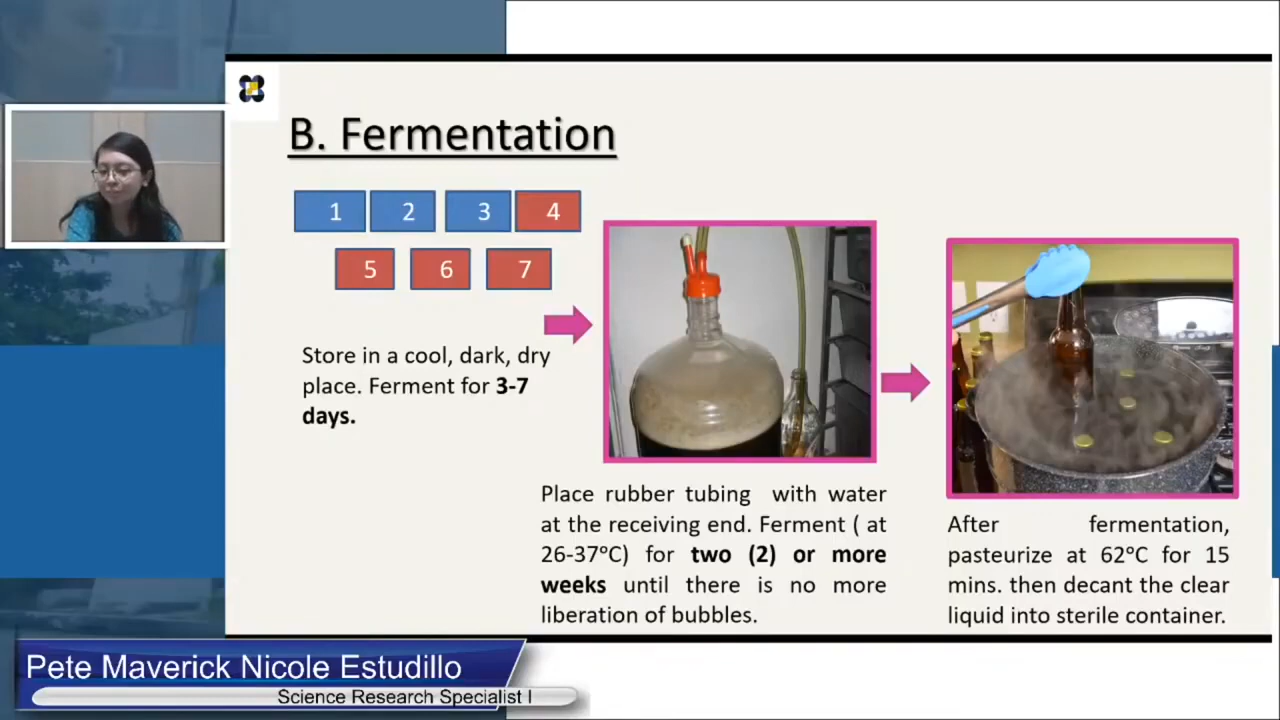 B. Fermentation
1 2 3 4
5 6 7
Store in a cool, dark, dry
place. Ferment for 3-7
days.
Place rubber tubing with water
at the receiving end. Ferment ( at
26-37°C) for two (2) or more
weeks until there is no more
liberation of bubbles.
After fermentation,
pasteurize at 62°C for 15
mins. then decant the clear
liquid into sterile container.
Pete Maverick Nicole Estudillo
Science Research Specialist I